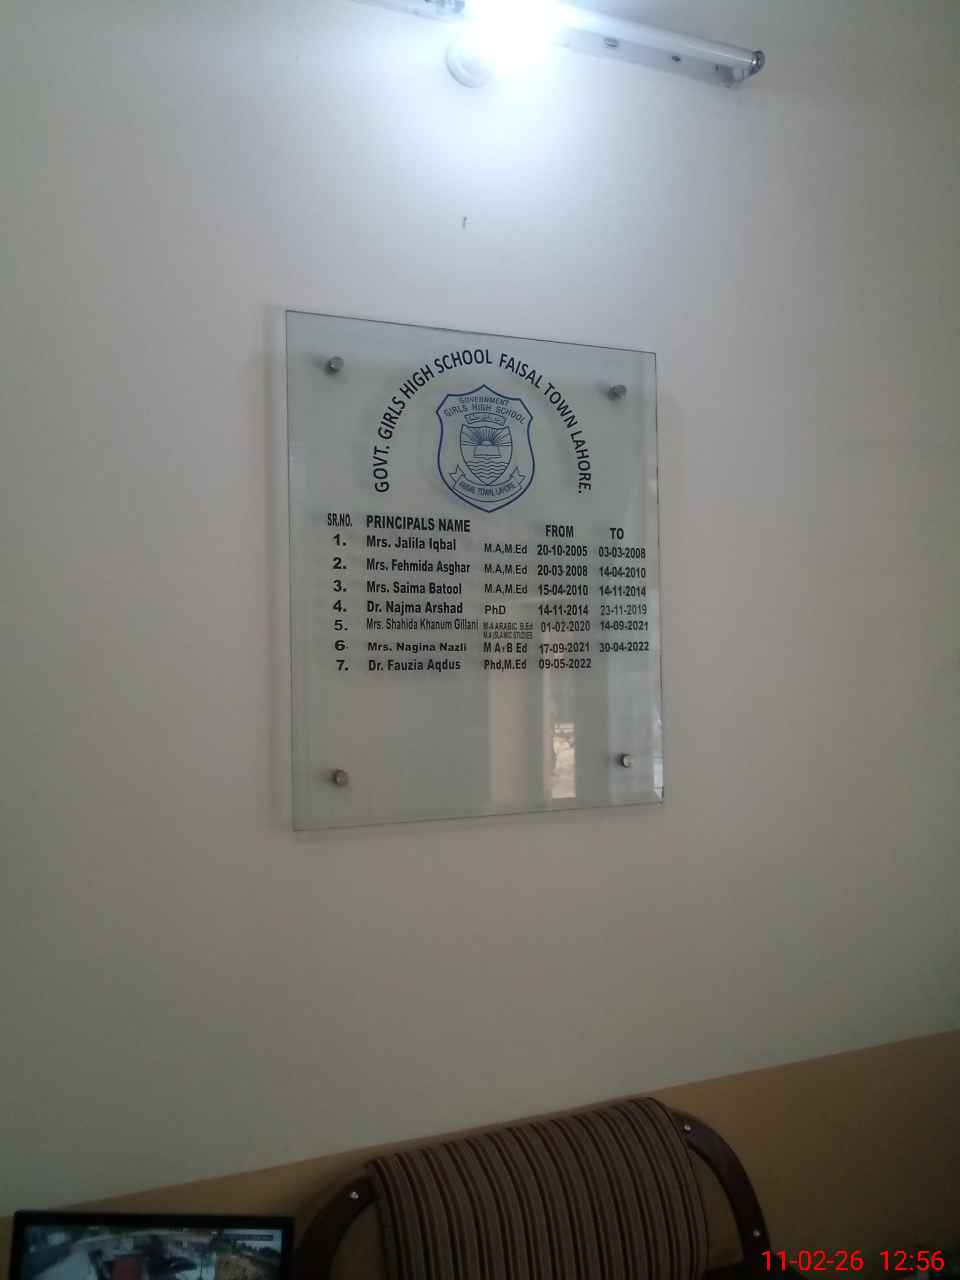 GOVT. GIRLS HIGH SCHOOL FAISAL TOWN LAHORE.
GOVERNMENT
GIRLS HIGH SCHOOL
FAISAL TOWN, LAHORE
SR.NO. PRINCIPALS NAME FROM TO
1. Mrs. Jalila Iqbal M.A,M.Ed 20-10-2005 03-03-2008
2. Mrs. Fehmida Asghar M.A,M.Ed 20-03-2008 14-04-2010
3. Mrs. Saima Batool M.A,M.Ed 15-04-2010 14-11-2014
4. Dr. Najma Arshad PhD 14-11-2014 23-11-2019
5. Mrs. Shahida Khanum Gillani M-A ARABIC B.Ed 01-02-2020 14-09-2021
M.A ISLAMIC STUDIES
6. Mrs. Nagina Nazli M A, B Ed 17-09-2021 30-04-2022
7. Dr. Fauzia Aqdus Phd,M.Ed 09-05-2022
11-02-26 12:56